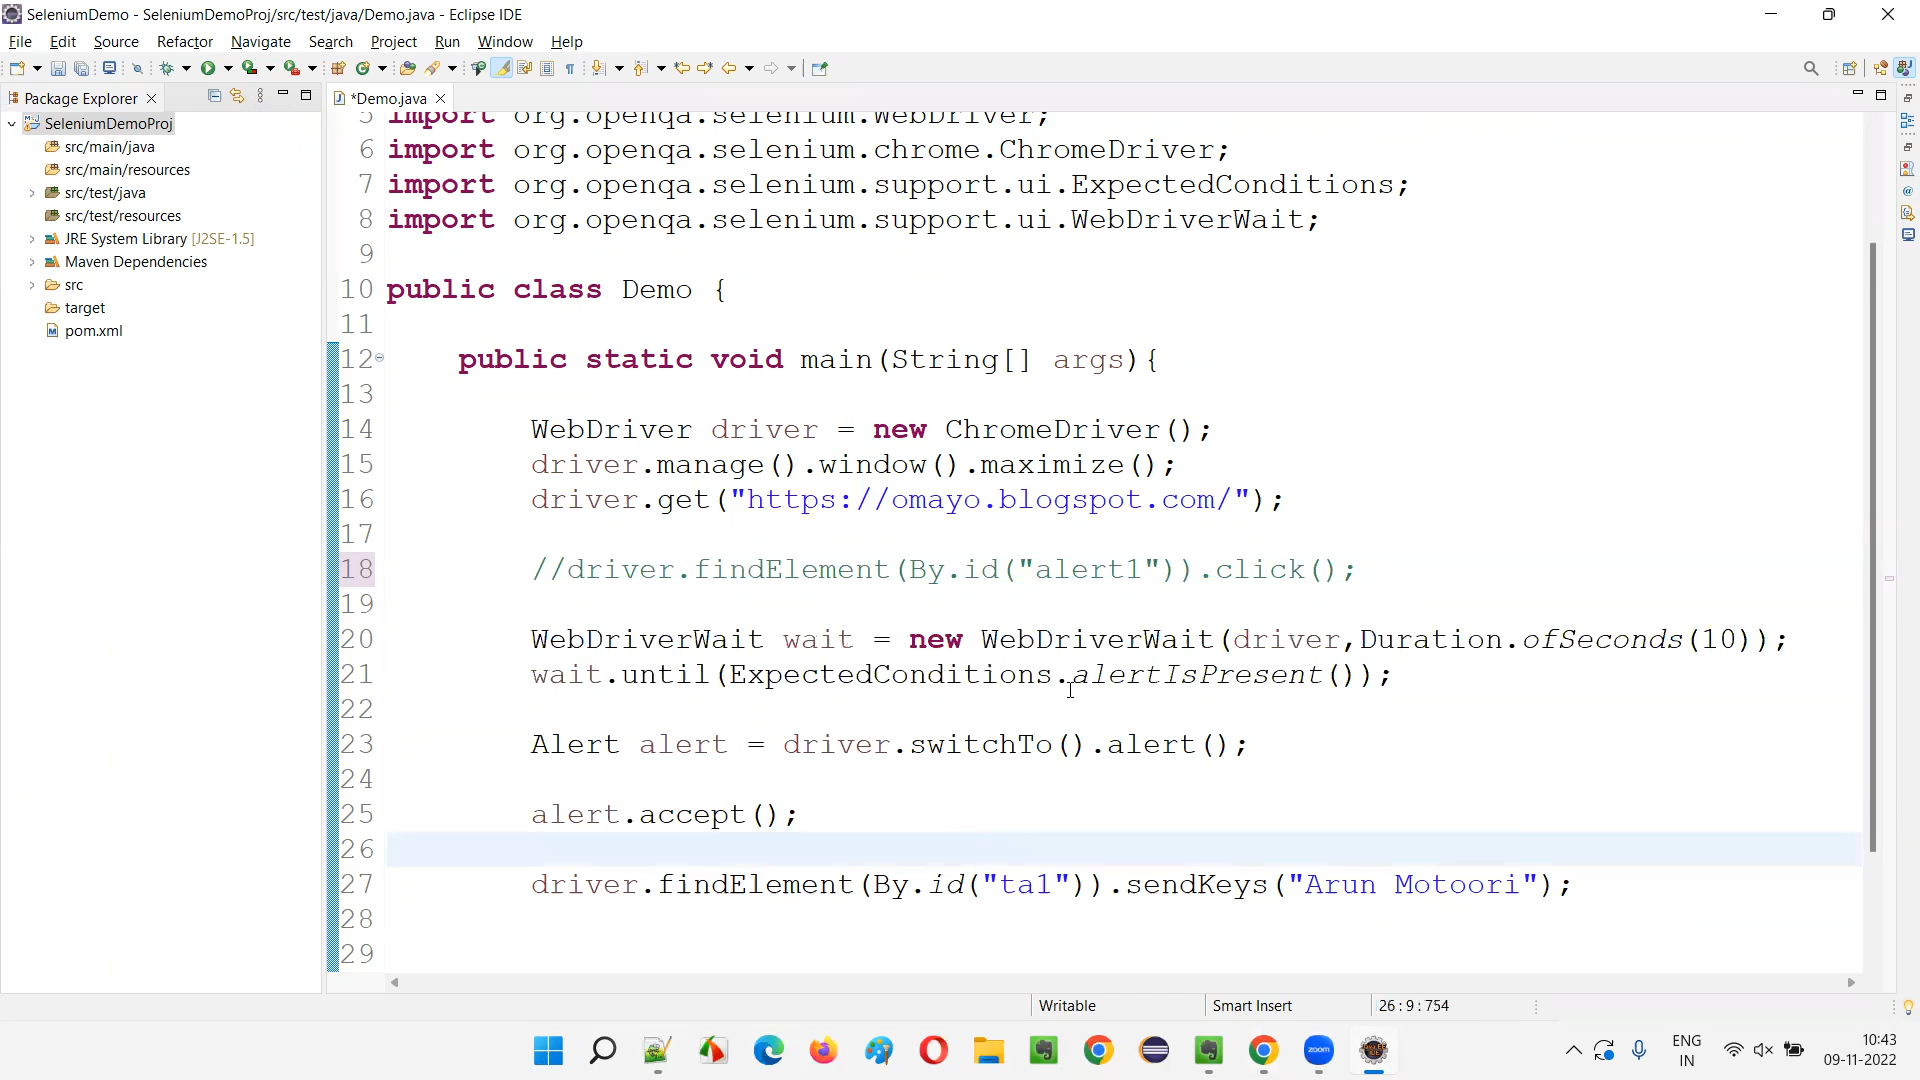 SeleniumDemo - SeleniumDemoProj/src/test/java/Demo.java - Eclipse IDE
File Edit Source Refactor Navigate Search Project Run Window Help
Package Explorer
*Demo.java
SeleniumDemoProj
src/main/java
src/main/resources
src/test/java
src/test/resources
JRE System Library [J2SE-1.5]
Maven Dependencies
src
target
pom.xml
5 import org.openqa.selenium.WebDriver;
6 import org.openqa.selenium.chrome.ChromeDriver;
7 import org.openqa.selenium.support.ui.ExpectedConditions;
8 import org.openqa.selenium.support.ui.WebDriverWait;
9
10 public class Demo {
11
12 public static void main(String[] args){
13
14 WebDriver driver = new ChromeDriver();
15 driver.manage().window().maximize();
16 driver.get("https://omayo.blogspot.com/");
17
18 //driver.findElement(By.id("alert1")).click();
19
20 WebDriverWait wait = new WebDriverWait(driver,Duration.ofSeconds(10));
21 wait.until(ExpectedConditions.alertIsPresent());
22
23 Alert alert = driver.switchTo().alert();
24
25 alert.accept();
26
27 driver.findElement(By.id("ta1")).sendKeys("Arun Motoori");
28
29
Writable Smart Insert 26 : 9 : 754
zoom
ENG
IN
10:43
09-11-2022